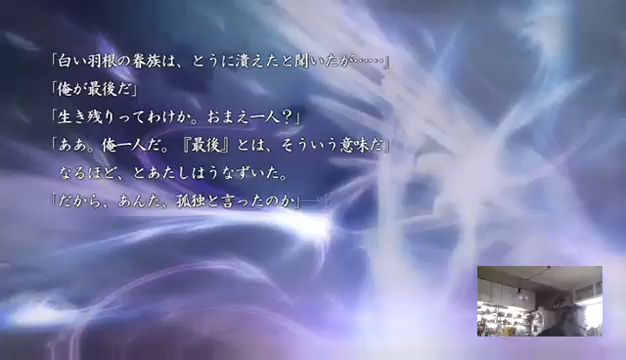 「白い羽根の眷族は、とうに潰えたと聞いたが……」
「俺が最後だ」
「生き残りってわけか。おまえ一人？」
「ああ。俺一人だ。『最後』とは、そういう意味だ」
なるほど、とあたしはうなずいた。
「だから、あんた、孤独と言ったのか」